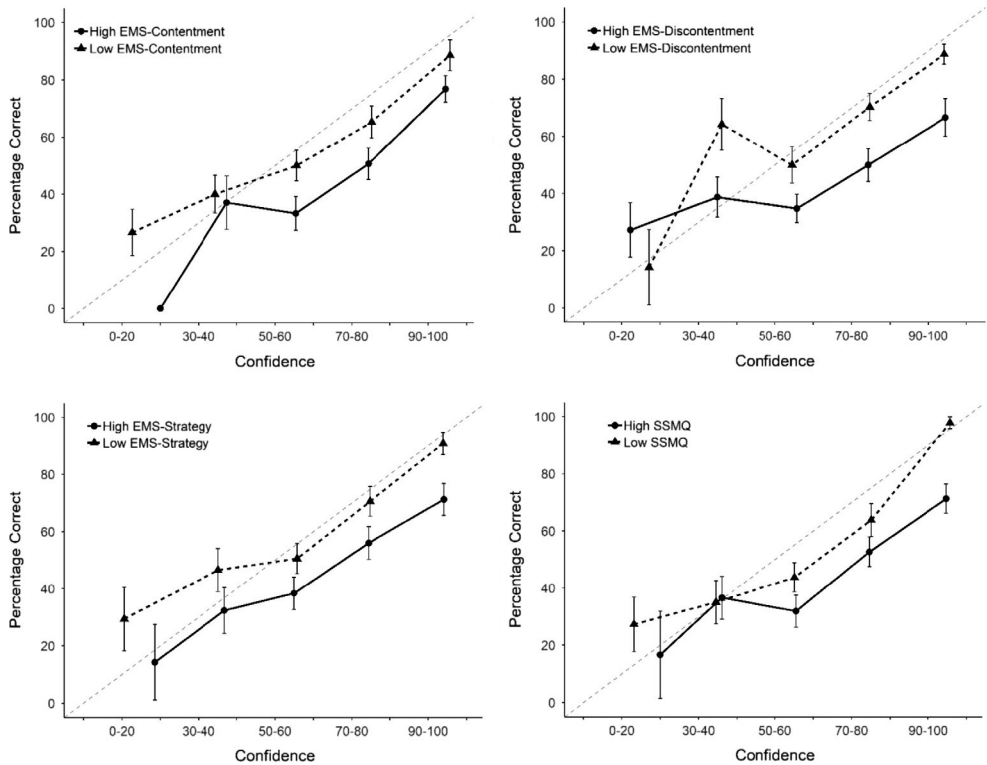 High EMS-Contentment
Low EMS-Contentment
Percentage Correct
100
80
60
40
20
0
0-20
30-40
50-60
70-80
90-100
Confidence
High EMS-Discontentment
Low EMS-Discontentment
Percentage Correct
100
80
60
40
20
0
0-20
30-40
50-60
70-80
90-100
Confidence
High EMS-Strategy
Low EMS-Strategy
Percentage Correct
100
80
60
40
20
0
0-20
30-40
50-60
70-80
90-100
Confidence
High SSMQ
Low SSMQ
Percentage Correct
100
80
60
40
20
0
0-20
30-40
50-60
70-80
90-100
Confidence